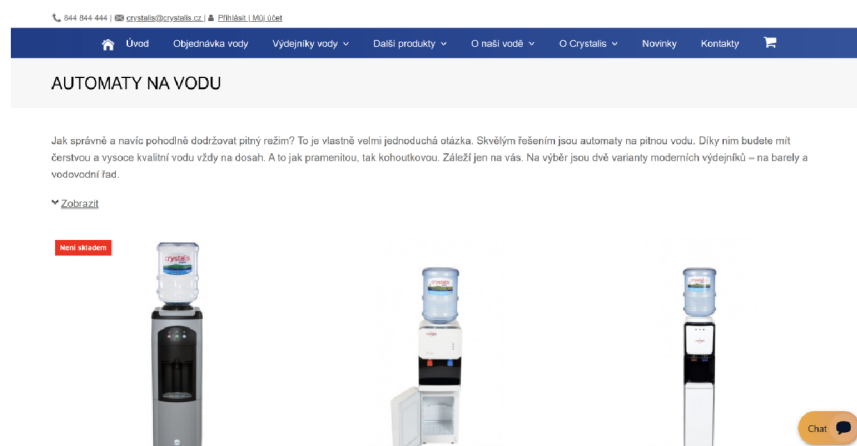 844 844 444 | crystalis@crystalis.cz | Přihlásit | Můj účet
Úvod Objednávka vody Výdejníky vody Další produkty O naší vodě O Crystalis Novinky Kontakty
AUTOMATY NA VODU
Jak správně a navíc pohodlně dodržovat pitný režim? To je vlastně velmi jednoduchá otázka. Skvělým řešením jsou automaty na pitnou vodu. Díky nim budete mít
čerstvou a vysoce kvalitní vodu vždy na dosah. A to jak pramenitou, tak kohoutkovou. Záleží jen na vás. Na výběr jsou dvě varianty moderních výdejníků – na barely a
vodovodní řad.
Zobrazit
Není skladem
crystalis
Chat